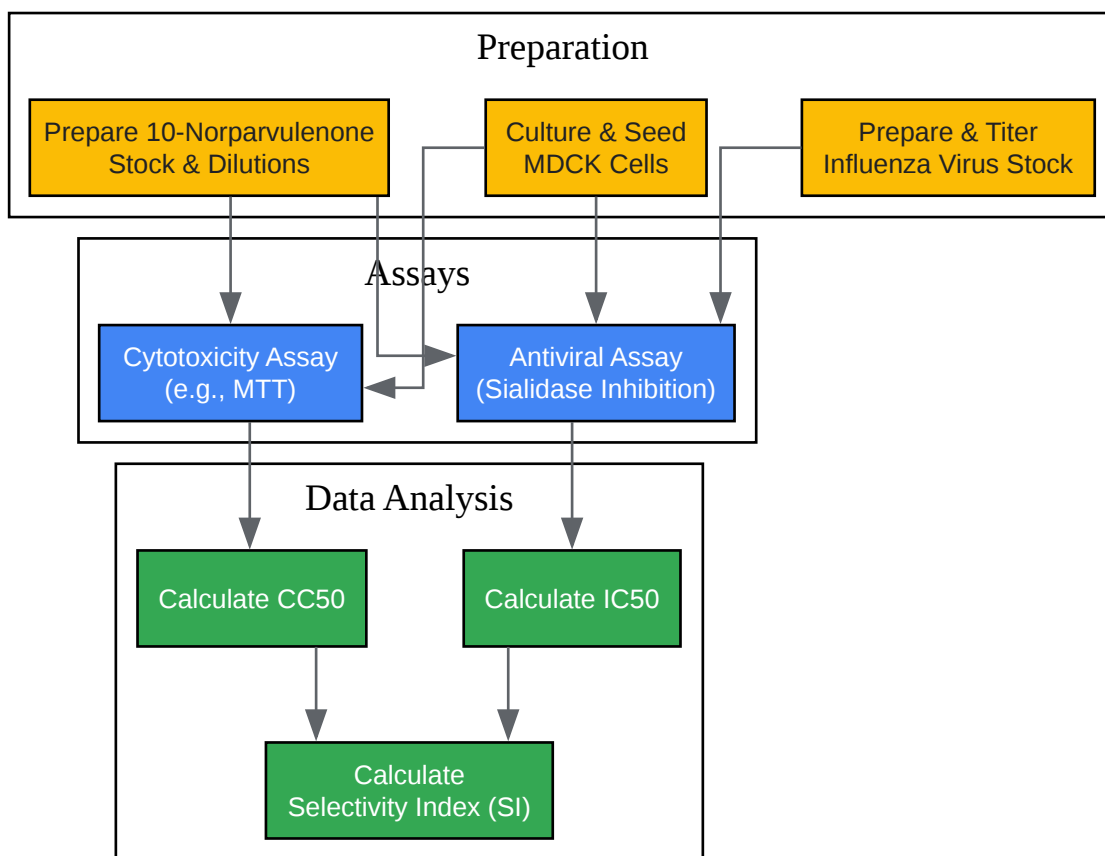 Preparation
Prepare 10-Norparvulenone
Stock & Dilutions
Culture & Seed
MDCK Cells
Prepare & Titer
Influenza Virus Stock
Assays
Cytotoxicity Assay
(e.g., MTT)
Antiviral Assay
(Sialidase Inhibition)
Data Analysis
Calculate CC50
Calculate IC50
Calculate
Selectivity Index (SI)